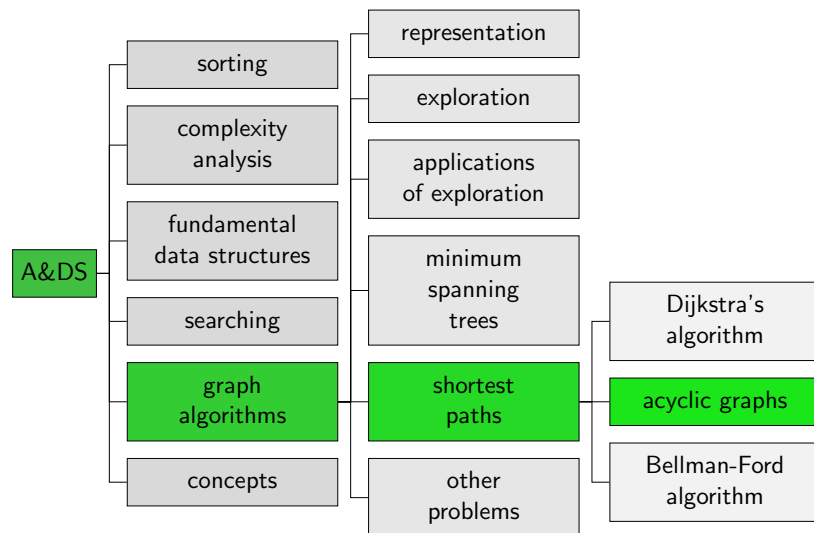 A&DS
sorting
complexity
analysis
fundamental
data structures
searching
graph
algorithms
concepts
representation
exploration
applications
of exploration
minimum
spanning
trees
shortest
paths
other
problems
Dijkstra's
algorithm
acyclic graphs
Bellman-Ford
algorithm